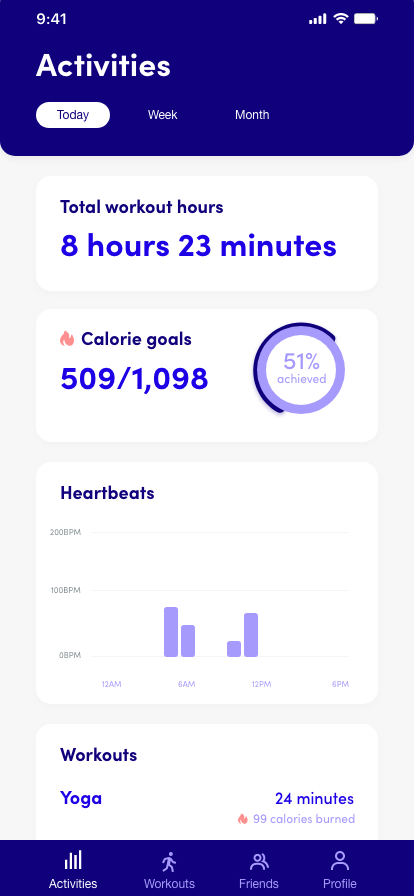 9:41
Activities
Today Week Month
Total workout hours
8 hours 23 minutes
Calorie goals
509/1,098
51%
achieved
Heartbeats
200BPM
100BPM
0BPM
12AM 6AM 12PM 6PM
Workouts
Yoga 24 minutes
99 calories burned
Activities Workouts Friends Profile